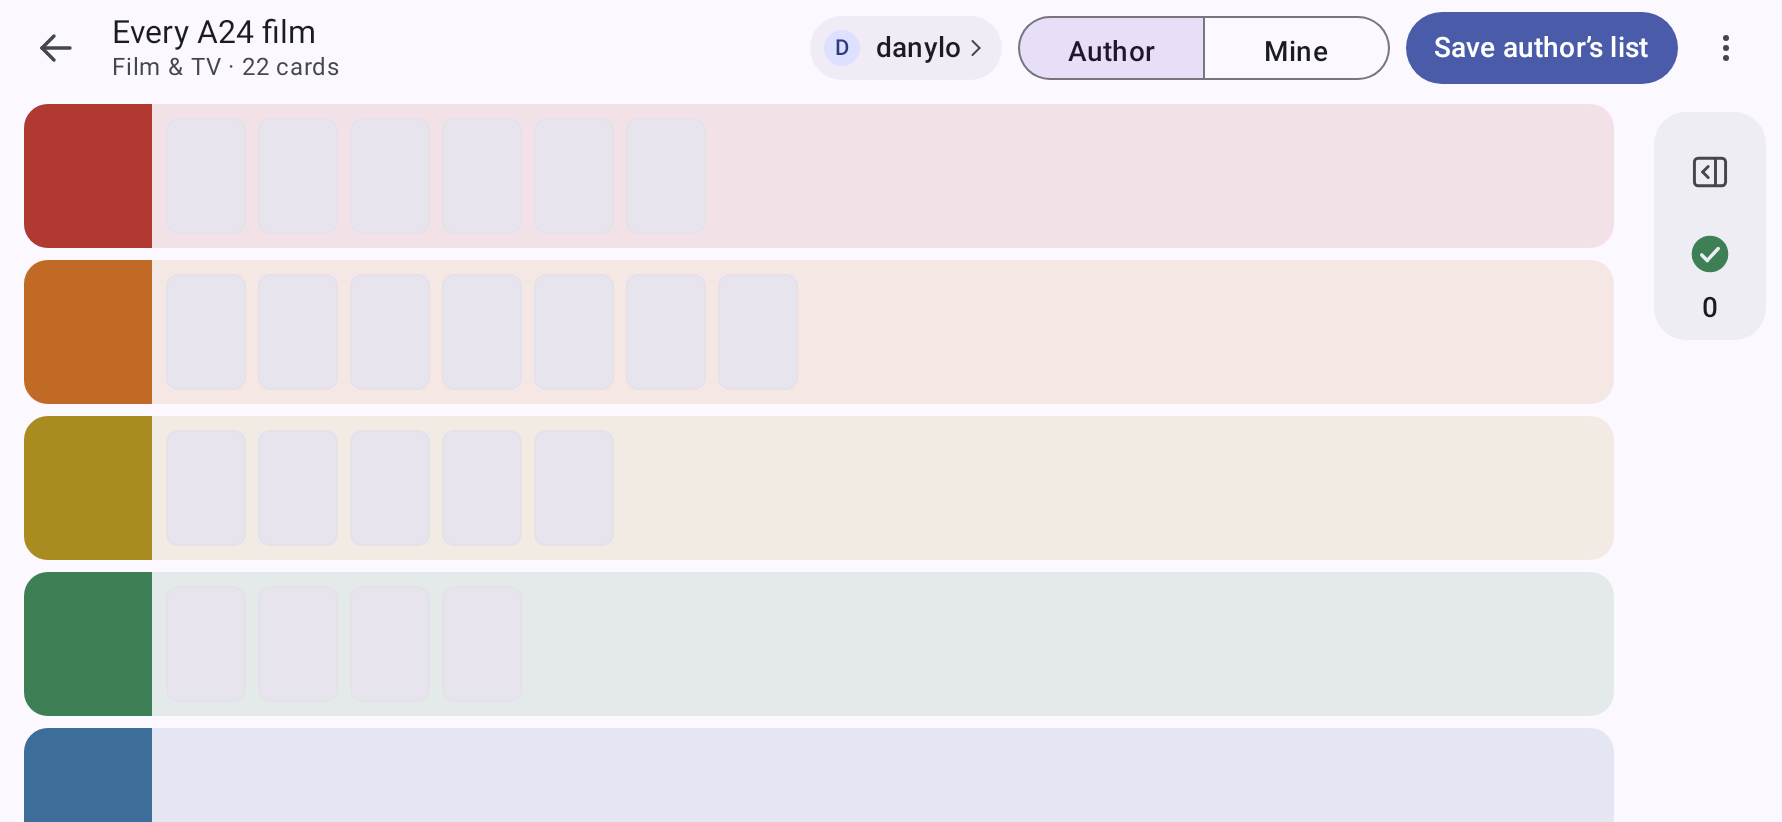 Every A24 film
Film & TV · 22 cards
D danylo
Author
Mine
Save author’s list
0